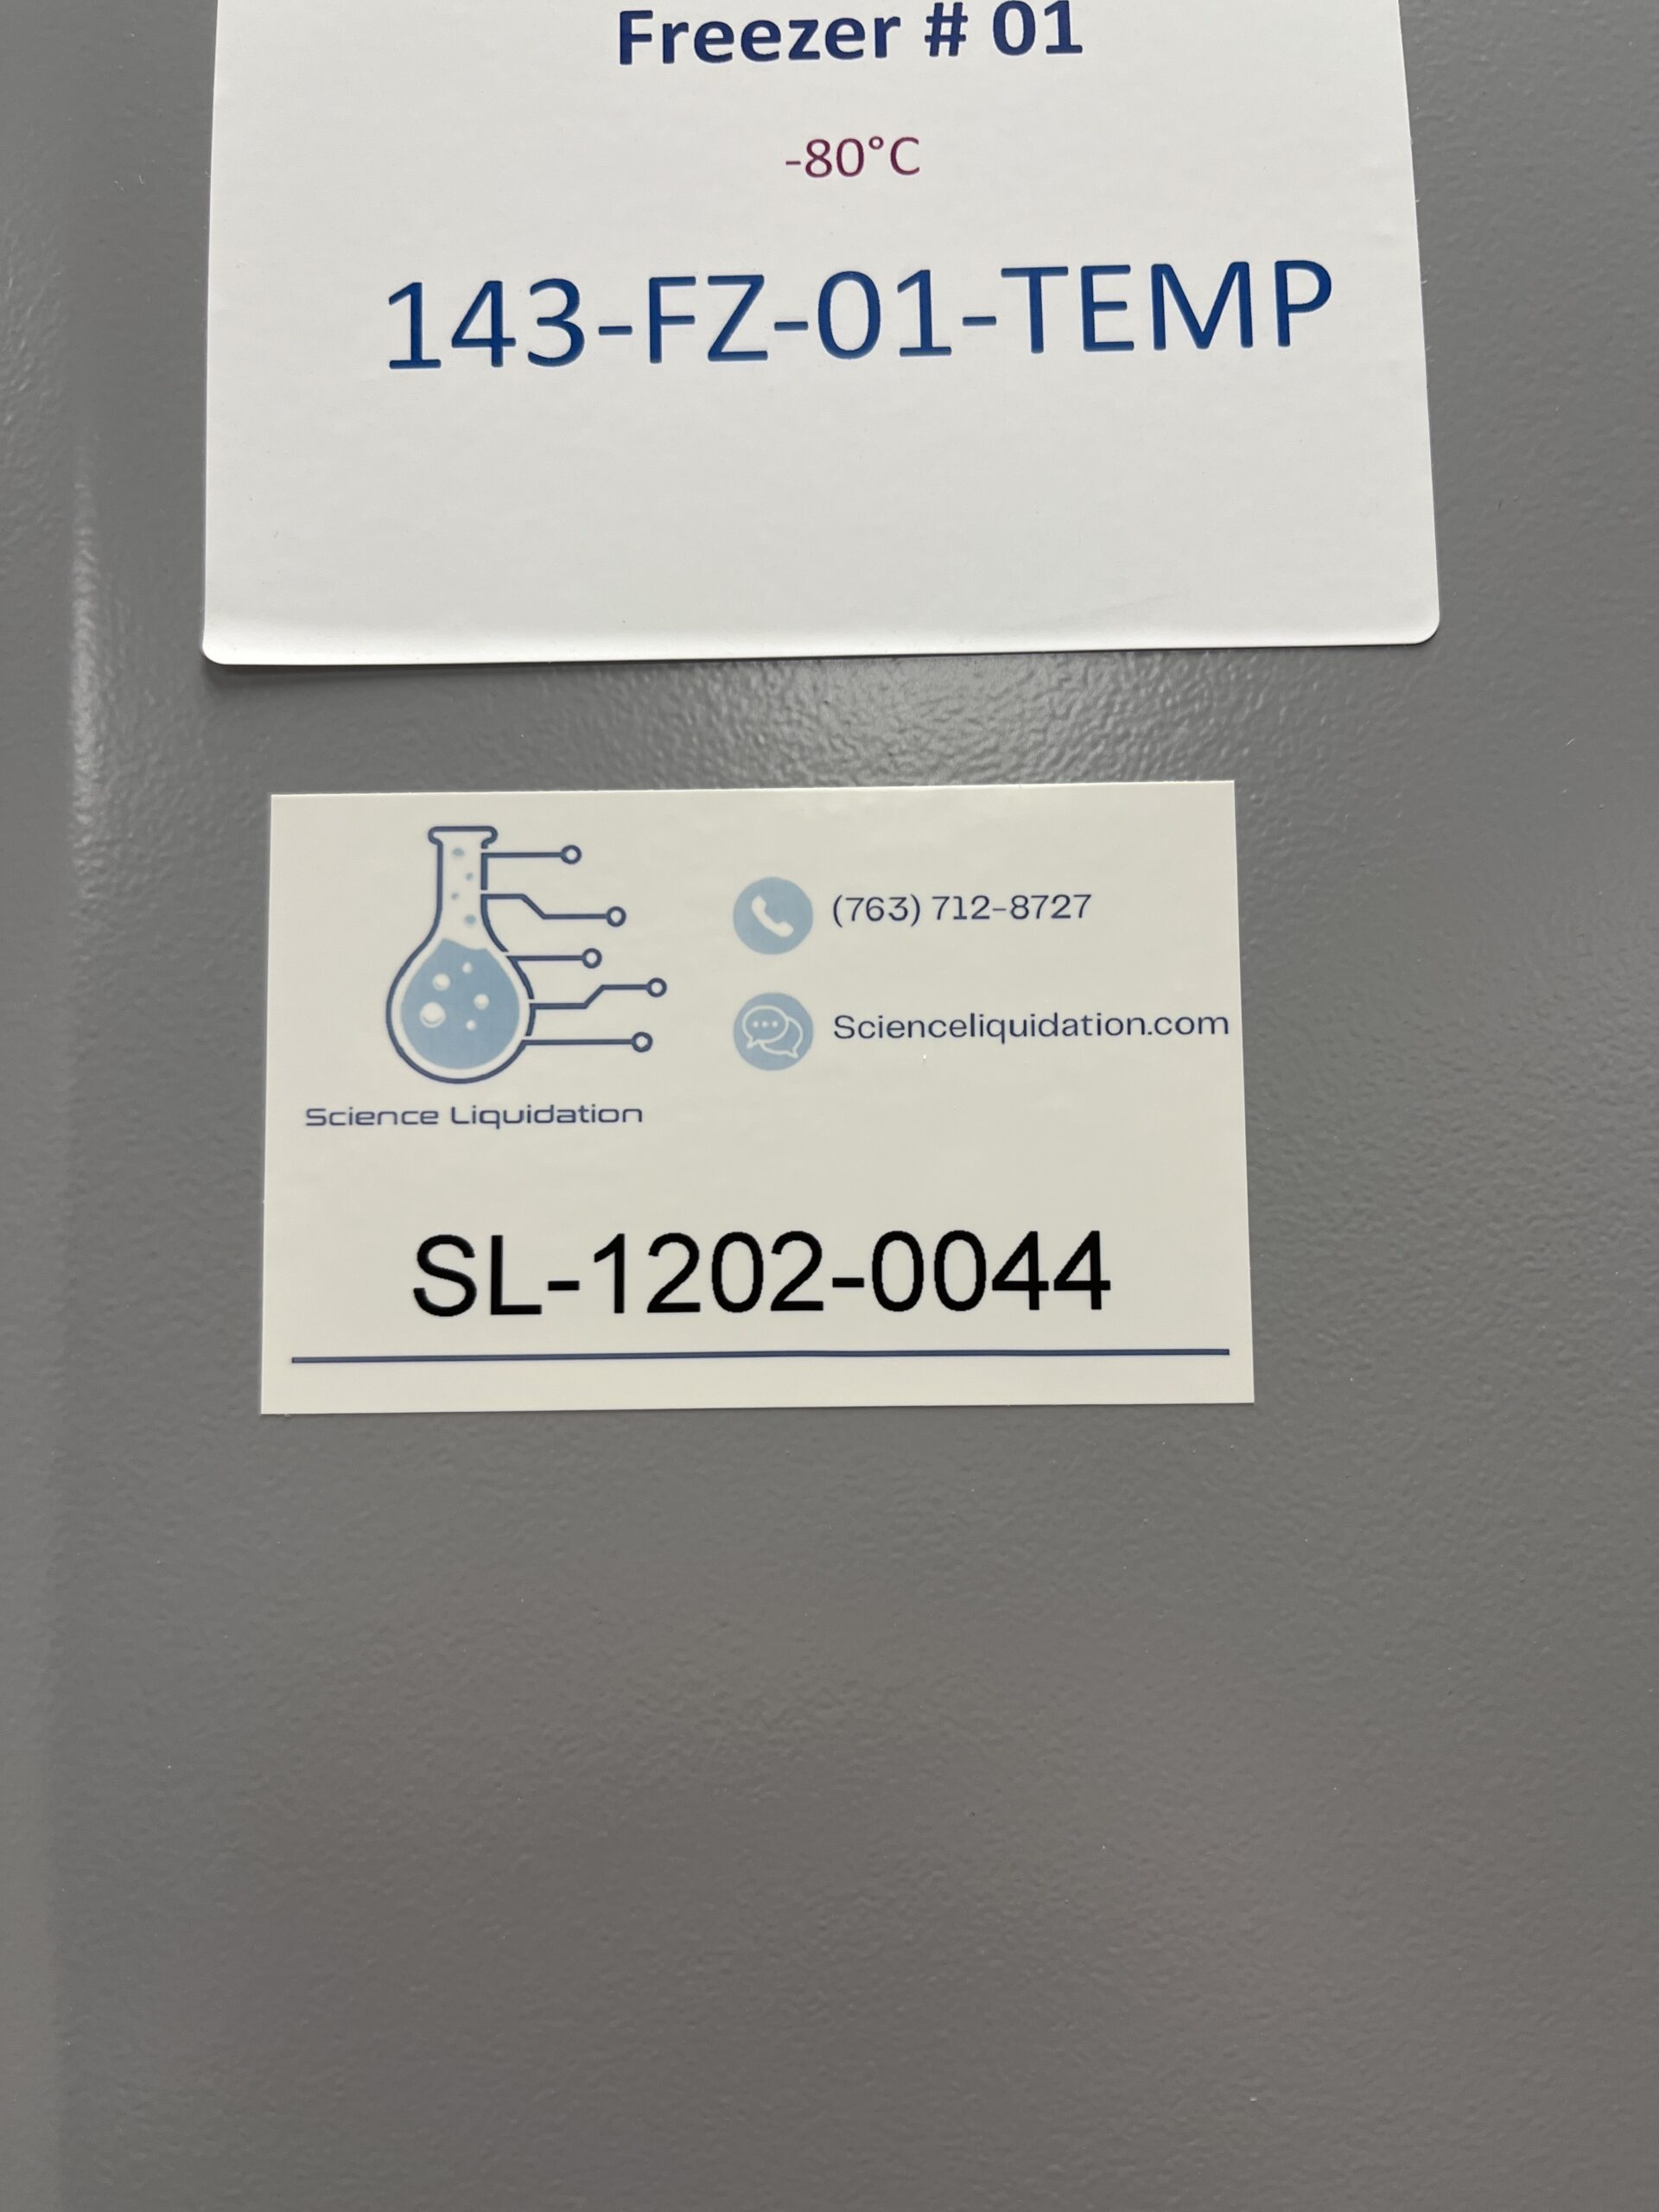 Freezer # 01
-80°C
143-FZ-01-TEMP
(763) 712-8727
Scienceliquidation.com
Science Liquidation
SL-1202-0044